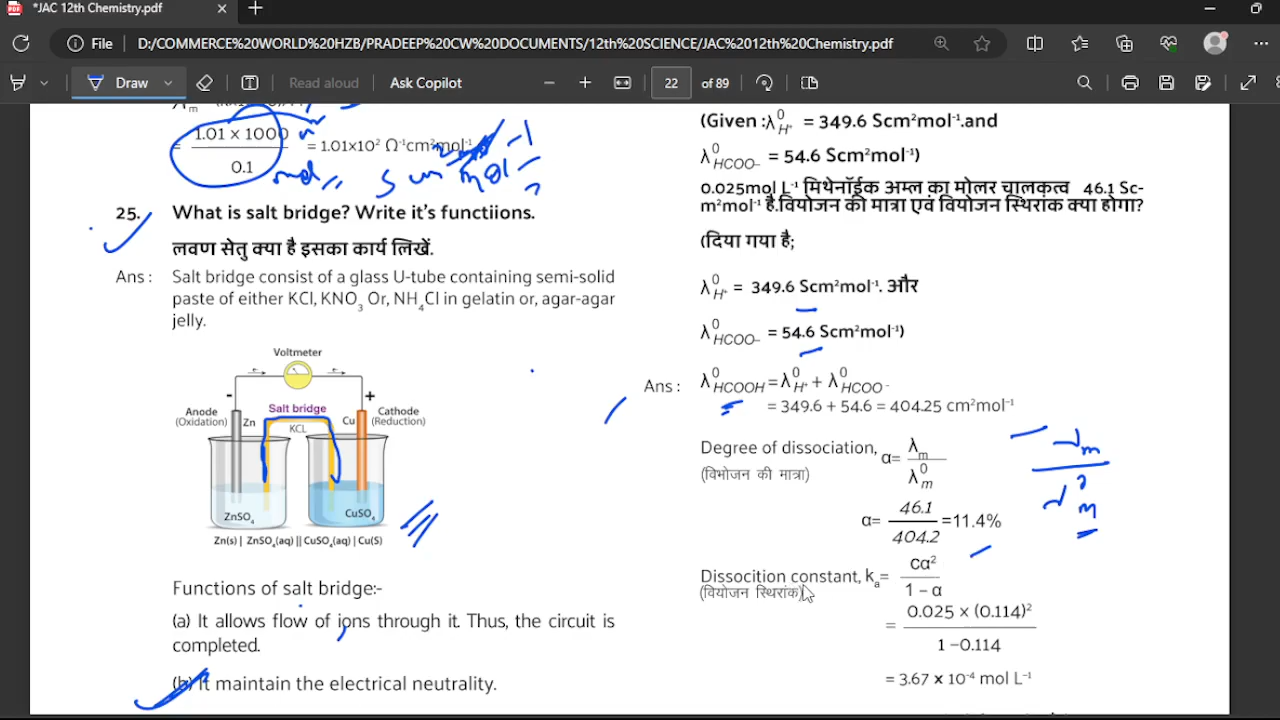 *JAC 12th Chemistry.pdf
File
D:/COMMERCE%20WORLD%20HZB/PRADEEP%20CW%20DOCUMENTS/12th%20SCIENCE/JAC%2012th%20Chemistry.pdf
Draw
Read aloud
Ask Copilot
22 of 89
= 1.01 x 1000 / 0.1 = 1.01x10² Ω⁻¹cm²mol⁻¹
S cm² mol⁻¹
25. What is salt bridge? Write it's functiions.
लवण सेतु क्या है इसका कार्य लिखें.
Ans : Salt bridge consist of a glass U-tube containing semi-solid
paste of either KCl, KNO₃ Or, NH₄Cl in gelatin or, agar-agar
jelly.
Voltmeter
e⁻ e⁻
- +
Anode (Oxidation) Zn
Salt bridge
KCL
Cu Cathode (Reduction)
ZnSO₄ CuSO₄
Zn(s) | ZnSO₄(aq) || CuSO₄(aq) | Cu(S)
Functions of salt bridge:-
(a) It allows flow of ions through it. Thus, the circuit is
completed.
(b) It maintain the electrical neutrality.
(Given :λ⁰H⁺ = 349.6 Scm²mol⁻¹.and
λ⁰HCOO– = 54.6 Scm²mol⁻¹)
0.025mol L⁻¹ मिथेनॉईक अम्ल का मोलर चालकत्व 46.1 Sc-
m²mol⁻¹ है.वियोजन की मात्रा एवं वियोजन स्थिरांक क्या होगा?
(दिया गया है;
λ⁰H⁺ = 349.6 Scm²mol⁻¹. और
λ⁰HCOO– = 54.6 Scm²mol⁻¹)
Ans : λ⁰HCOOH = λ⁰H⁺ + λ⁰HCOO-
= 349.6 + 54.6 = 404.25 cm²mol⁻¹
Degree of dissociation, α= λm / λ⁰m
(विभोजन की मात्रा)
λm / λ⁰m
α= 46.1 / 404.2 =11.4%
Dissocition constant, kₐ= cα² / 1 – α
(वियोजन स्थिरांक)
= 0.025 × (0.114)² / 1 –0.114
= 3.67 x 10⁻⁴ mol L⁻¹